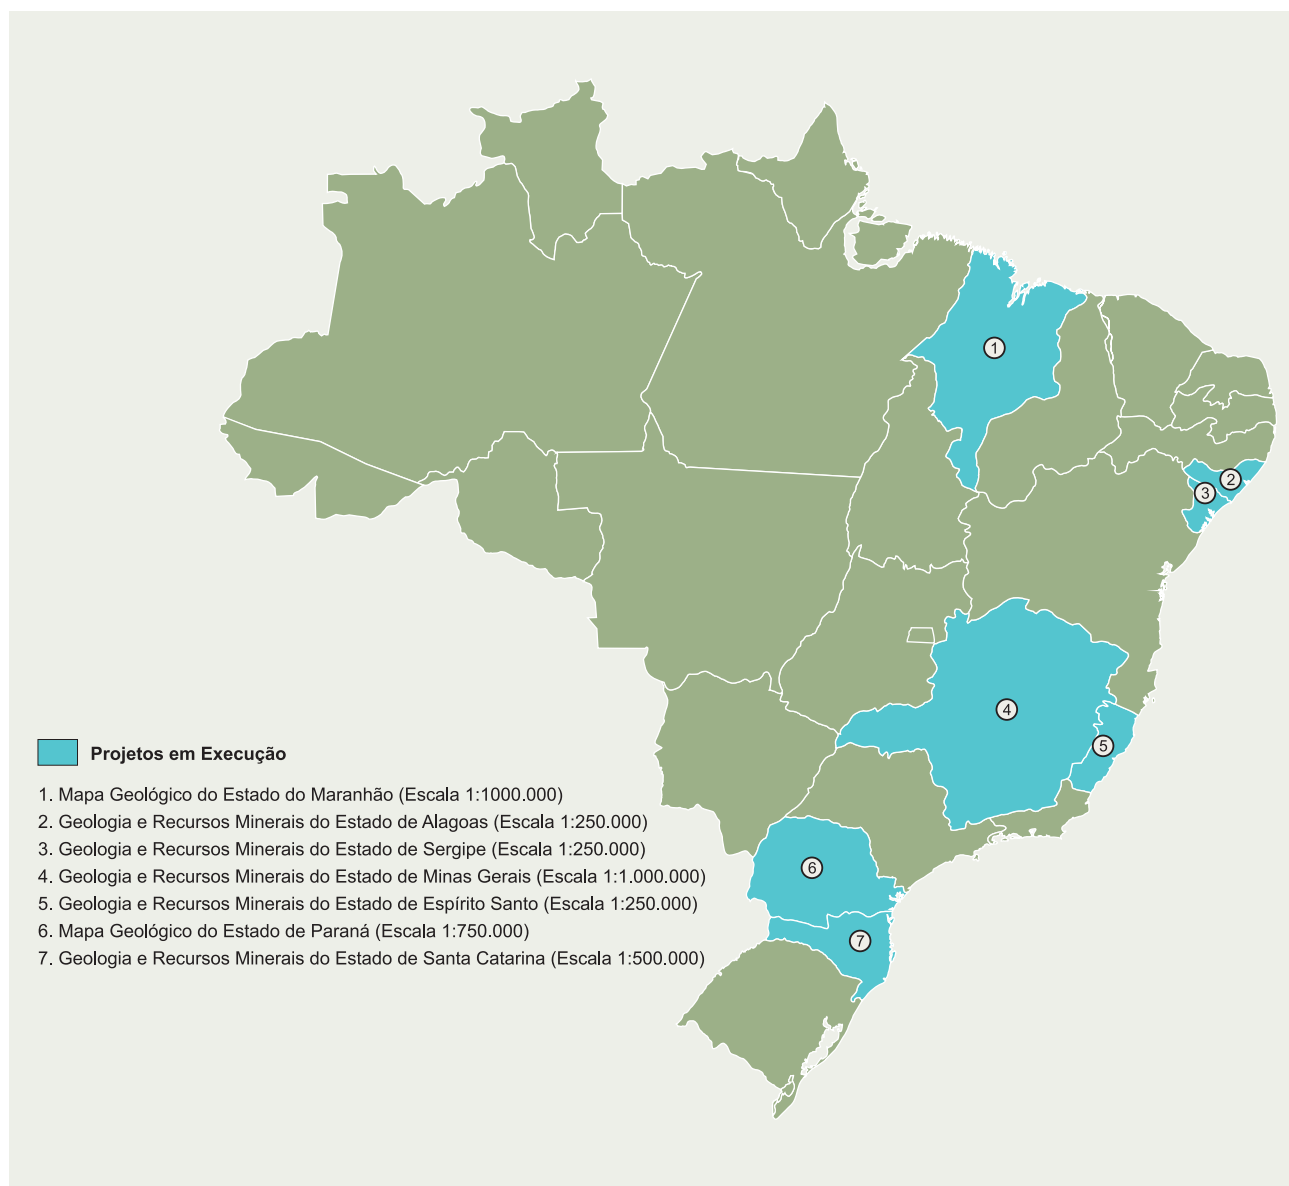 1
2
3
4
5
Projetos em Execução
1. Mapa Geológico do Estado do Maranhão (Escala 1:1000.000)
2. Geologia e Recursos Minerais do Estado de Alagoas (Escala 1:250.000)
3. Geologia e Recursos Minerais do Estado de Sergipe (Escala 1:250.000)
4. Geologia e Recursos Minerais do Estado de Minas Gerais (Escala 1:1.000.000)
5. Geologia e Recursos Minerais do Estado de Espírito Santo (Escala 1:250.000)
6. Mapa Geológico do Estado de Paraná (Escala 1:750.000)
7. Geologia e Recursos Minerais do Estado de Santa Catarina (Escala 1:500.000)
6
7